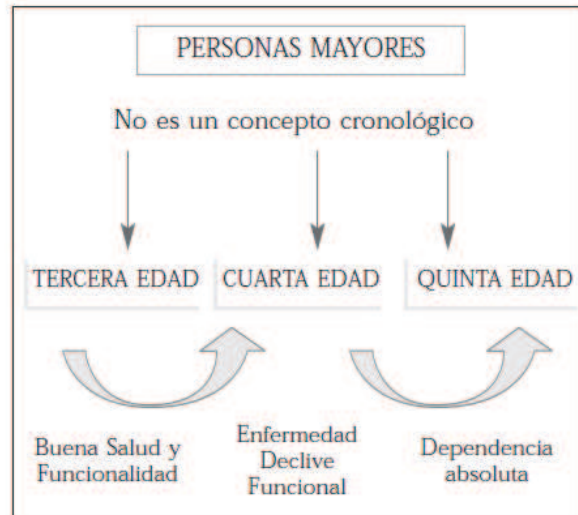 PERSONAS MAYORES
No es un concepto cronológico
TERCERA EDAD
CUARTA EDAD
QUINTA EDAD
Buena Salud y
Funcionalidad
Enfermedad
Declive
Funcional
Dependencia
absoluta